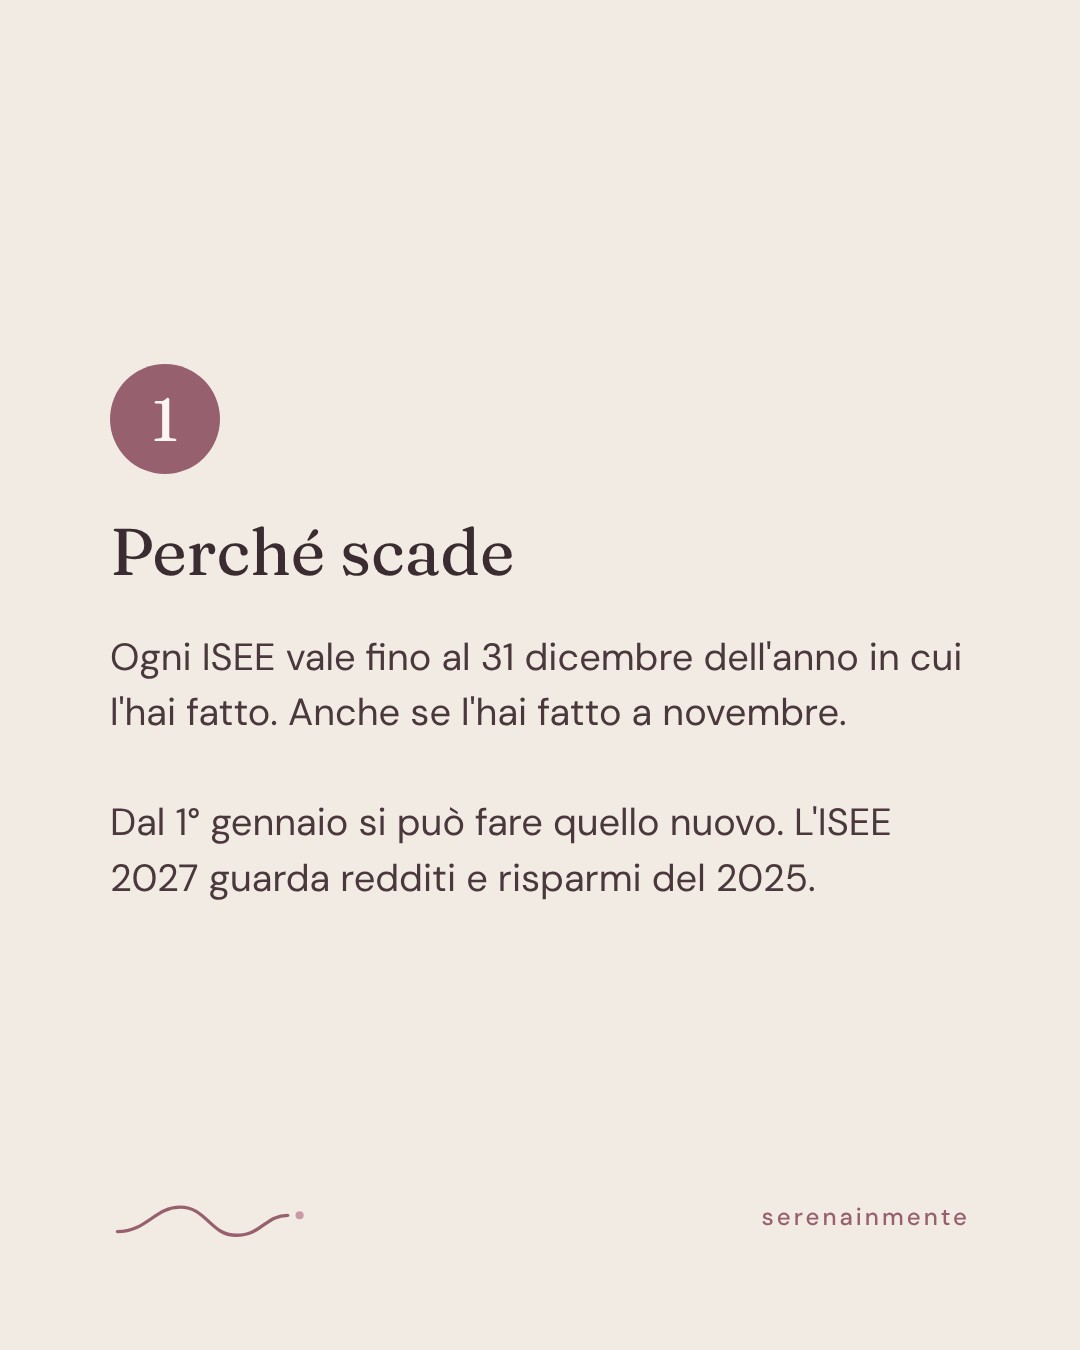 1
Perché scade
Ogni ISEE vale fino al 31 dicembre dell'anno in cui
l'hai fatto. Anche se l'hai fatto a novembre.
Dal 1° gennaio si può fare quello nuovo. L'ISEE
2027 guarda redditi e risparmi del 2025.
serenainmente